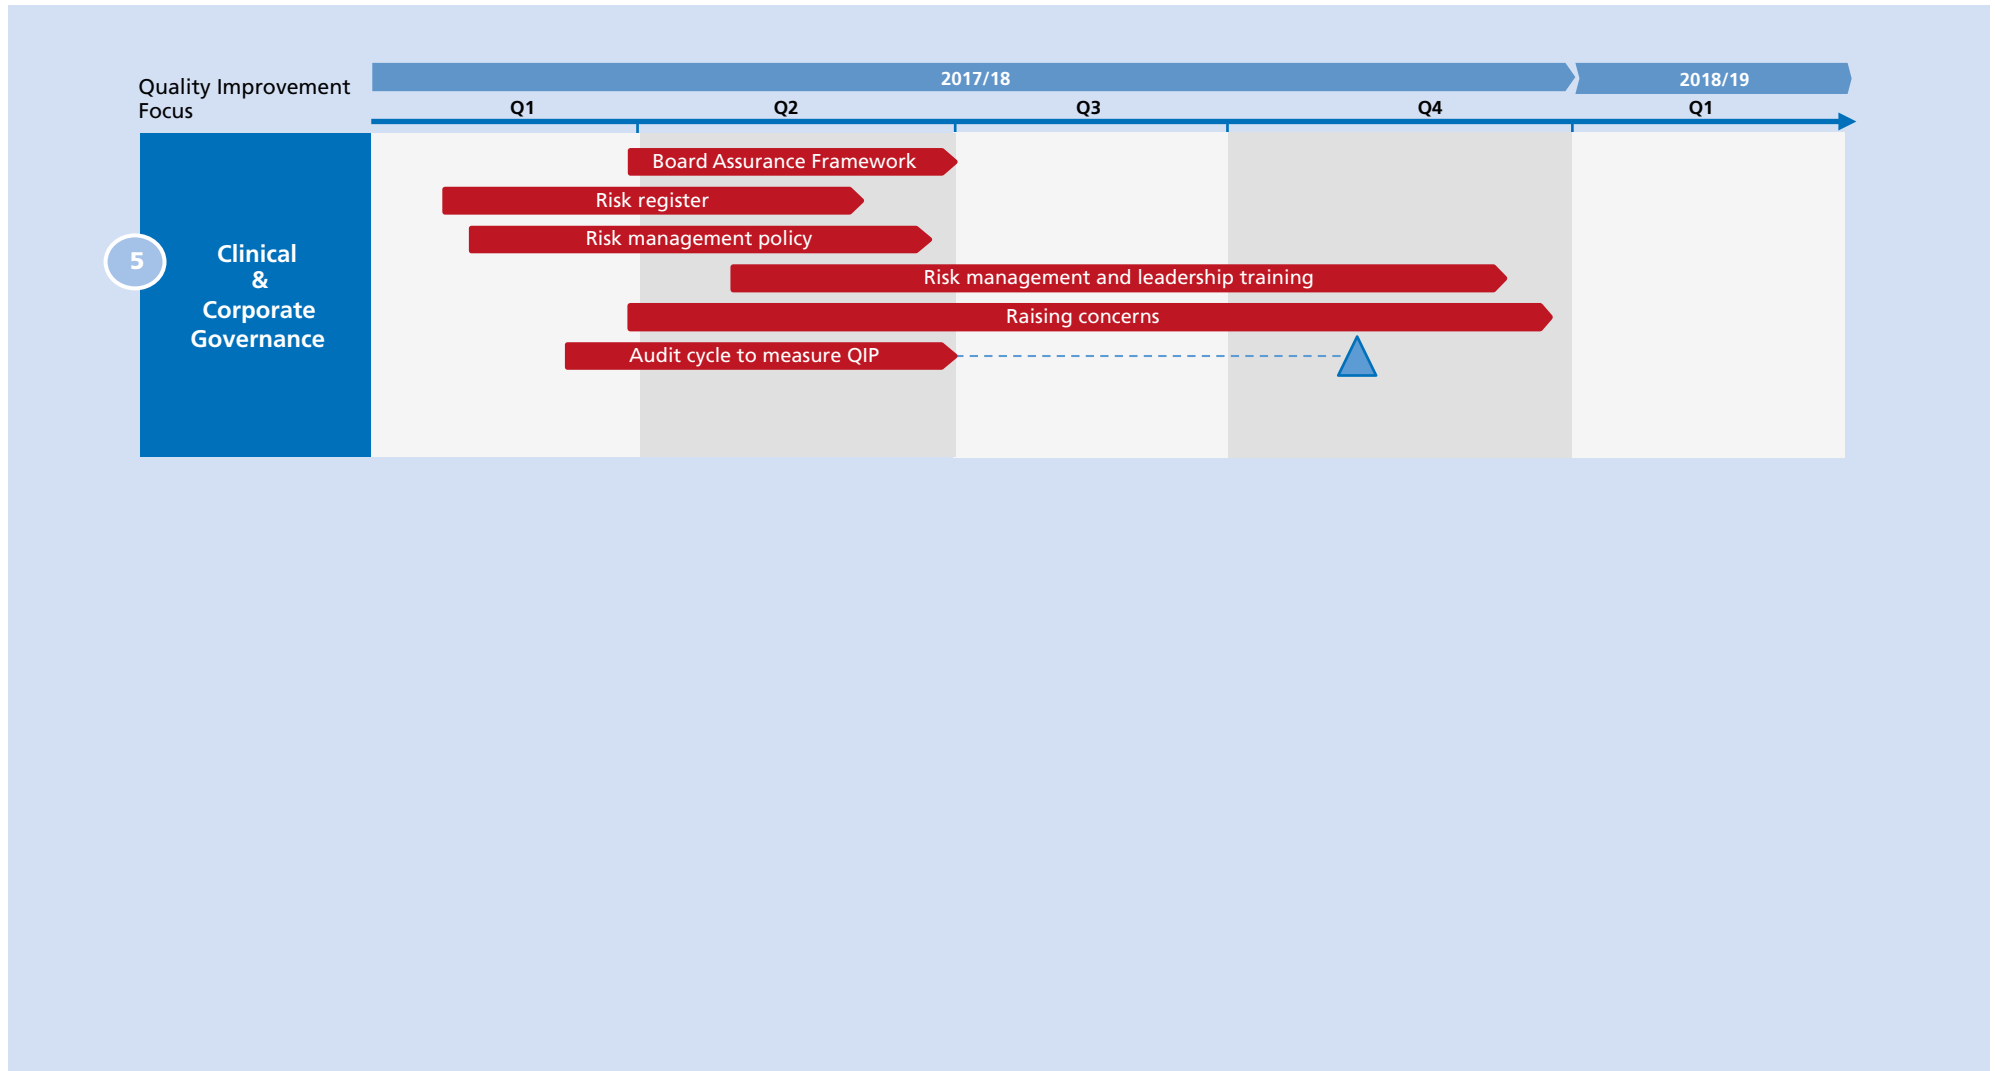 Quality Improvement
Focus
2017/18
2018/19
Q1
Q2
Q3
Q4
Q1
5
Clinical
&
Corporate
Governance
Board Assurance Framework
Risk register
Risk management policy
Risk management and leadership training
Raising concerns
Audit cycle to measure QIP